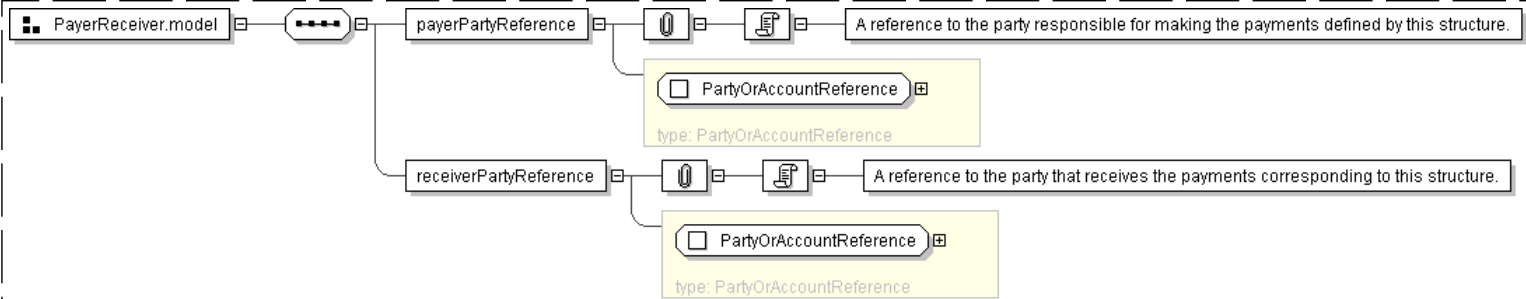 PayerReceiver.model
payerPartyReference
A reference to the party responsible for making the payments defined by this structure.
PartyOrAccountReference
type: PartyOrAccountReference
receiverPartyReference
A reference to the party that receives the payments corresponding to this structure.
PartyOrAccountReference
type: PartyOrAccountReference